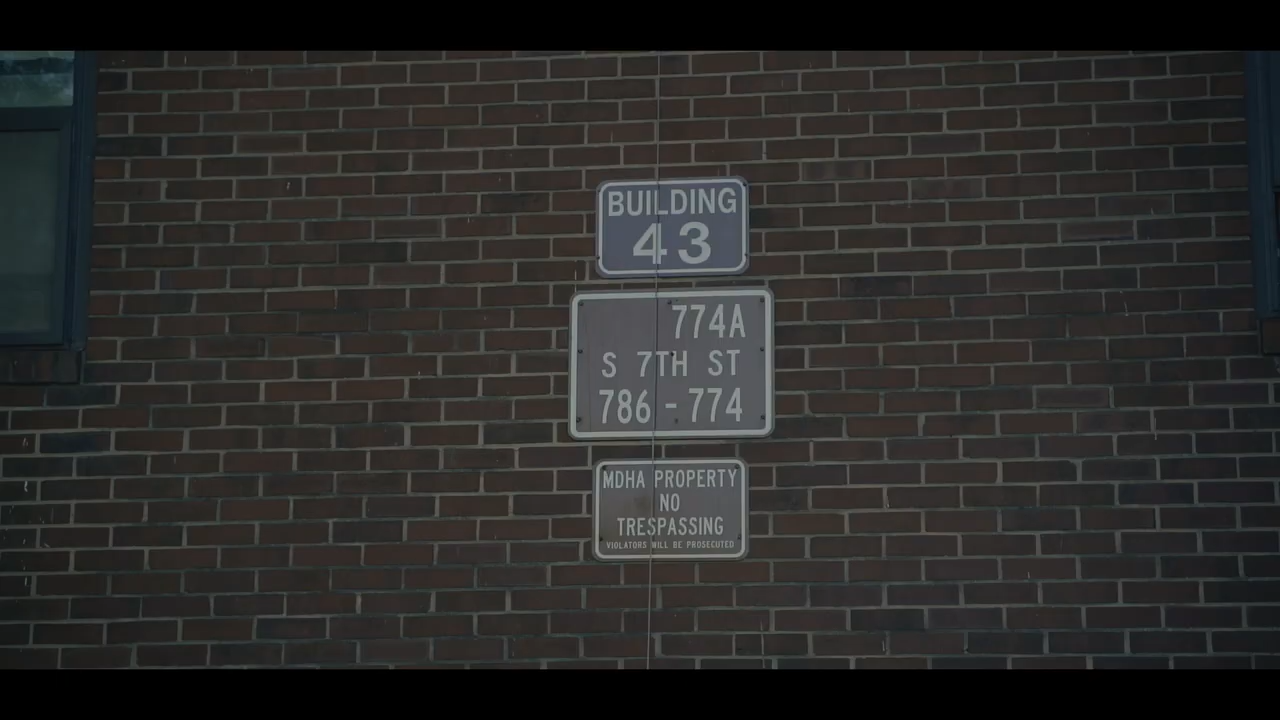 BUILDING
43
774A
S 7TH ST
786 - 774
MDHA PROPERTY
NO
TRESPASSING
VIOLATORS WILL BE PROSECUTED